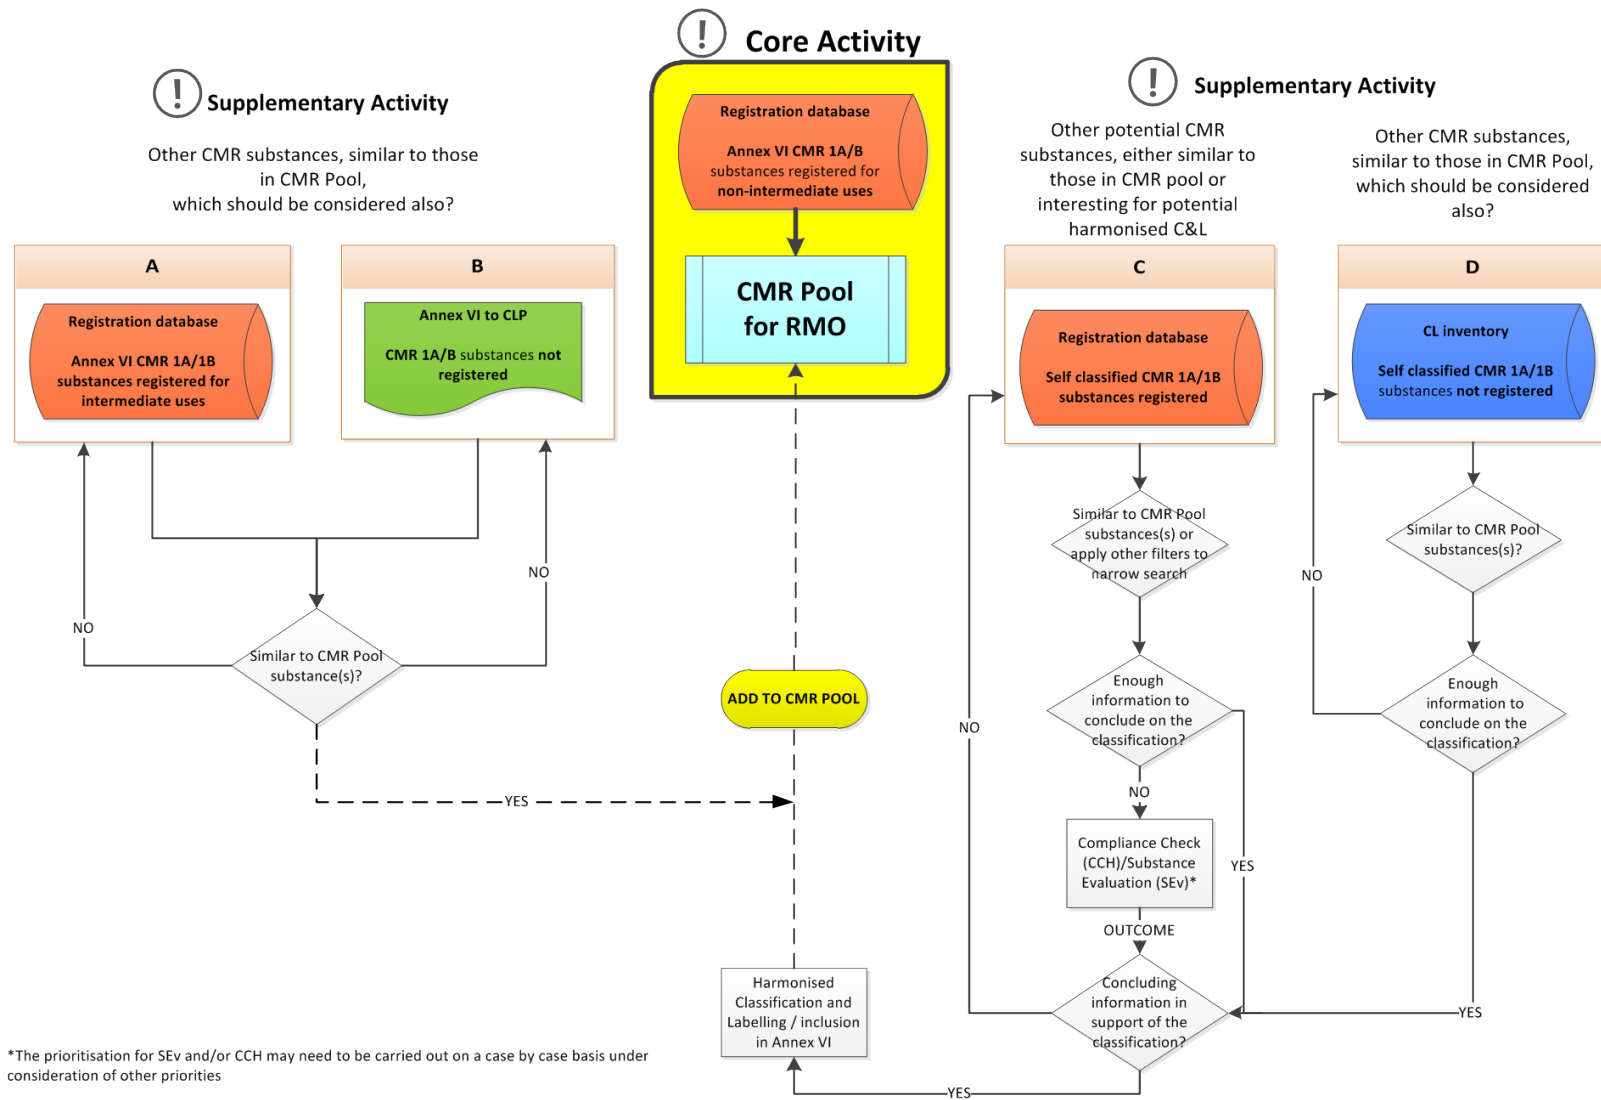 !
Core Activity
Registration database
Annex VI CMR 1A/B
substances registered for
non-intermediate uses
CMR Pool
for RMO
!
Supplementary Activity
Other CMR substances, similar to those
in CMR Pool,
which should be considered also?
A
Registration database
Annex VI CMR 1A/1B
substances registered for
intermediate uses
B
Annex VI to CLP
CMR 1A/B substances not
registered
NO
NO
Similar to CMR Pool
substance(s)?
YES
ADD TO CMR POOL
Harmonised
Classification and
Labelling / inclusion
in Annex VI
!
Supplementary Activity
Other potential CMR
substances, either similar to
those in CMR pool or
interesting for potential
harmonised C&L
C
Registration database
Self classified CMR 1A/1B
substances registered
Similar to CMR Pool
substances(s) or
apply other filters to
narrow search
Enough
information to
conclude on the
classification?
NO
NO
Compliance Check
(CCH)/Substance
Evaluation (SEv)*
YES
OUTCOME
Concluding
information in
support of the
classification?
YES
Other CMR substances,
similar to those in CMR Pool,
which should be considered
also?
D
CL inventory
Self classified CMR 1A/1B
substances not registered
Similar to CMR Pool
substances(s)?
NO
Enough
information to
conclude on the
classification?
YES
*The prioritisation for SEv and/or CCH may need to be carried out on a case by case basis under
consideration of other priorities